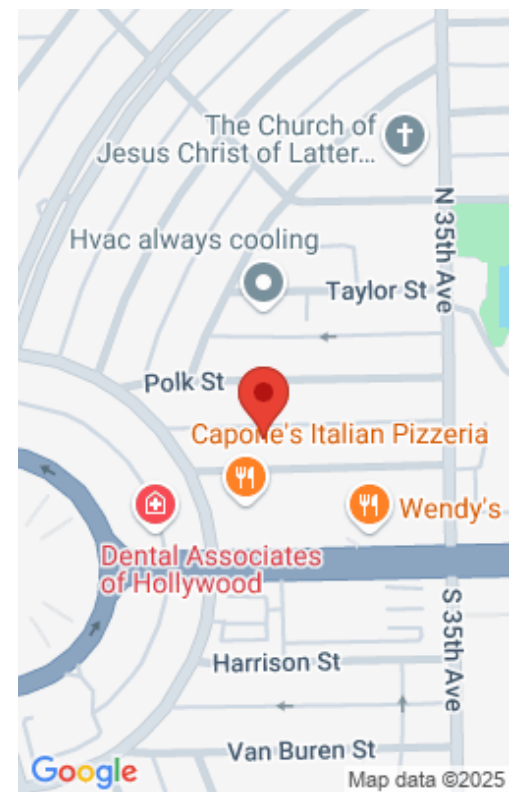 The Church of
Jesus Christ of Latter...
N 35th Ave
Hvac always cooling
Taylor St
Polk St
Capone's Italian Pizzeria
Wendy's
Dental Associates
of Hollywood
S 35th Ave
Harrison St
Van Buren St
Google
Map data ©2025